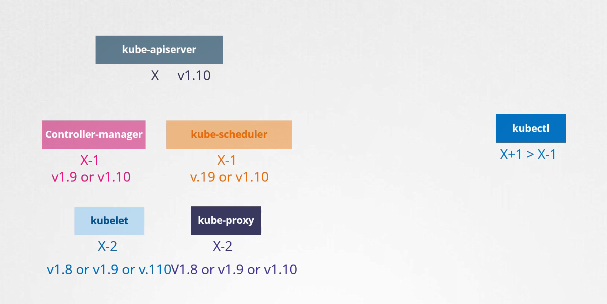 kube-apiserver
X v1.10
Controller-manager kube-scheduler
kubectl
X-1 X-1
X+1 > X-1
v1.9 or v1.10 v.19 or v1.10
kubelet kube-proxy
X-2 X-2
v1.8 or v1.9 or v.110 V1.8 or v1.9 or v1.10